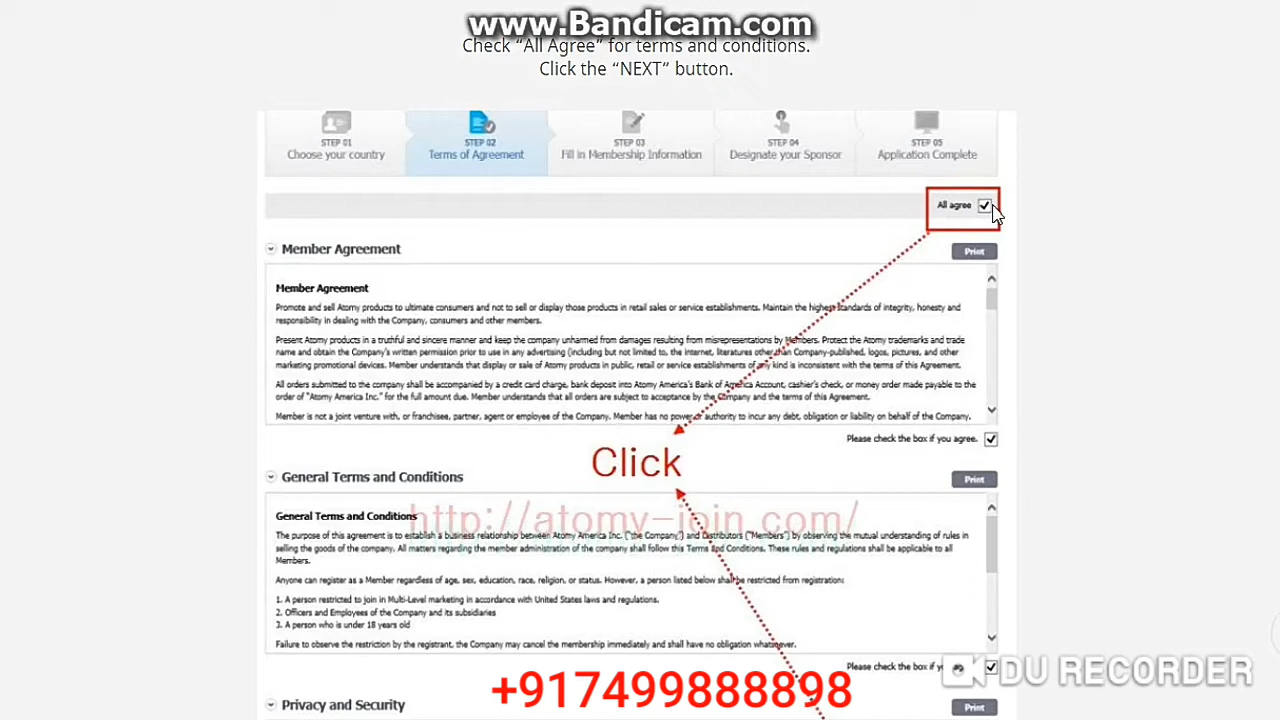 www.Bandicam.com
Check “All Agree” for terms and conditions.
Click the “NEXT” button.
STEP 01
Choose your country
STEP 02
Terms of Agreement
STEP 03
Fill in Membership Information
STEP 04
Designate your Sponsor
STEP 05
Application Complete
All agree
Member Agreement
Print
Member Agreement
Promote and sell Atomy products to ultimate consumers and not to sell or display those products in retail sales or service establishments. Maintain the highest standards of integrity, honesty and
responsibility in dealing with the Company, consumers and other members.
Present Atomy products in a truthful and sincere manner and keep the company unharmed from damages resulting from misrepresentations by Members. Protect the Atomy trademarks and trade
name and obtain the Company's written permission prior to use in any advertising (including but not limited to, the internet, literatures other than Company-published, logos, pictures, and other
marketing promotional devices. Member understands that display or sale of Atomy products in public, retail or service establishments of any kind is inconsistent with the terms of this Agreement.
All orders submitted to the company shall be accompanied by a credit card charge, bank deposit into Atomy America's Bank of America Account, cashier's check, or money order made payable to the
order of "Atomy America Inc." for the full amount due. Member understands that all orders are subject to acceptance by the Company and the terms of this Agreement.
Member is not a joint venture with, or franchisee, partner, agent or employee of the Company. Member has no power or authority to incur any debt, obligation or liability on behalf of the Company.
Please check the box if you agree.
Click
General Terms and Conditions
Print
http://atomy-join.com/
General Terms and Conditions
The purpose of this agreement is to establish a business relationship between Atomy America Inc. ("the Company,") and Distributors ("Members") by observing the mutual understanding of rules in
selling the goods of the company. All matters regarding the member administration of the company shall follow this Terms and Conditions. These rules and regulations shall be applicable to all
Members.
Anyone can register as a Member regardless of age, sex, education, race, religion, or status. However, a person listed below shall be restricted from registration:
1. A person restricted to join in Multi-Level marketing in accordance with United States laws and regulations.
2. Officers and Employees of the Company and its subsidiaries
3. A person who is under 18 years old
Failure to observe the restriction by the registrant, the Company may cancel the membership immediately and shall have no obligation whatsoever.
Please check the box if you
DU RECORDER
+917499888898
Privacy and Security
Print